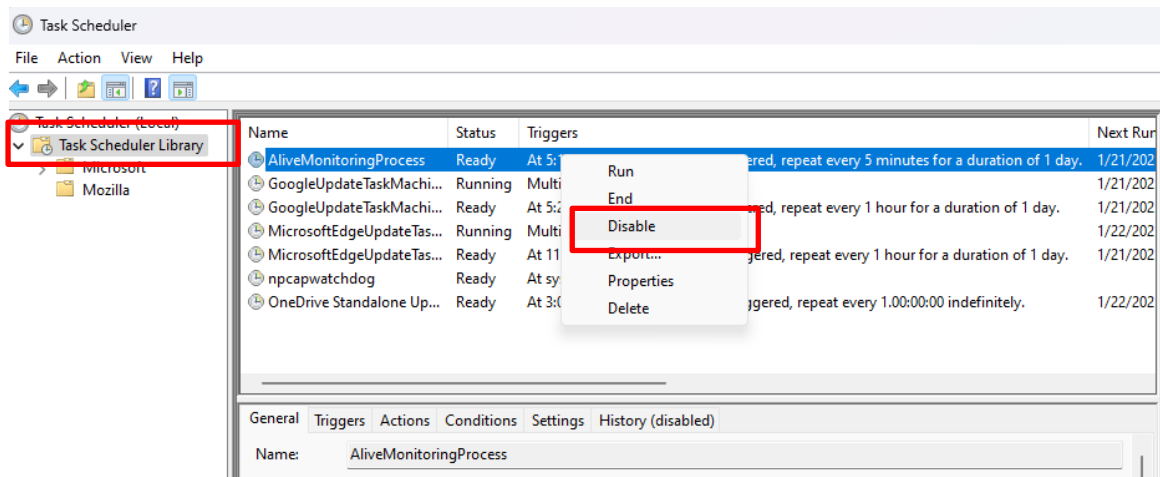 Task Scheduler
File Action View Help
Task Scheduler (Local)
Task Scheduler Library
Microsoft
Mozilla
Name Status Triggers Next Run
AliveMonitoringProcess Ready At 5:1 ered, repeat every 5 minutes for a duration of 1 day. 1/21/202
GoogleUpdateTaskMachi... Running Multi 1/21/202
GoogleUpdateTaskMachi... Ready At 5:2 ered, repeat every 1 hour for a duration of 1 day. 1/21/202
MicrosoftEdgeUpdateTas... Running Multi 1/22/202
MicrosoftEdgeUpdateTas... Ready At 11 gered, repeat every 1 hour for a duration of 1 day. 1/21/202
npcapwatchdog Ready At sy
OneDrive Standalone Up... Ready At 3:0 ggered, repeat every 1.00:00:00 indefinitely. 1/22/202
Run
End
Disable
Export...
Properties
Delete
General Triggers Actions Conditions Settings History (disabled)
Name: AliveMonitoringProcess